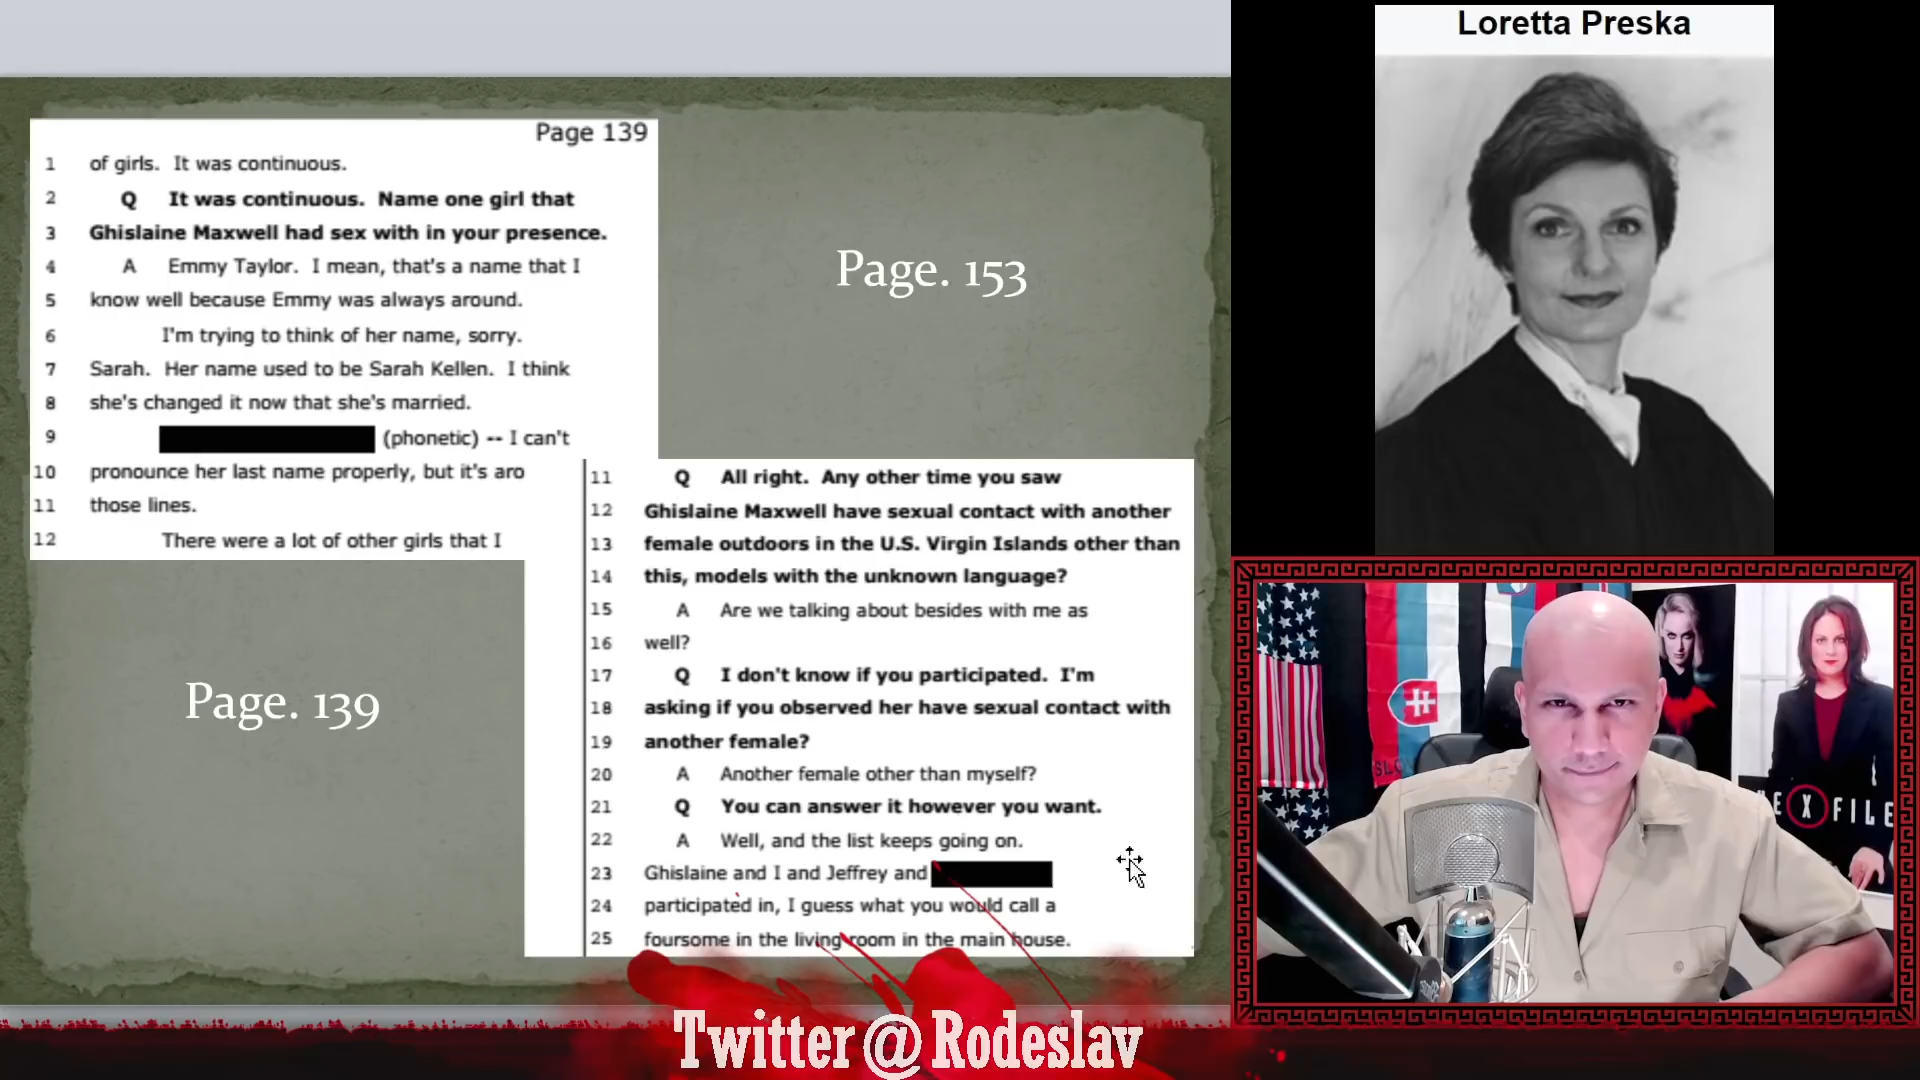 Page 139
1 of girls. It was continuous.
2 Q It was continuous. Name one girl that
3 Ghislaine Maxwell had sex with in your presence.
4 A Emmy Taylor. I mean, that's a name that I
5 know well because Emmy was always around.
6 I'm trying to think of her name, sorry.
7 Sarah. Her name used to be Sarah Kellen. I think
8 she's changed it now that she's married.
9 (phonetic) -- I can't
10 pronounce her last name properly, but it's aro
11 those lines.
12 There were a lot of other girls that I
Page. 139
Page. 153
11 Q All right. Any other time you saw
12 Ghislaine Maxwell have sexual contact with another
13 female outdoors in the U.S. Virgin Islands other than
14 this, models with the unknown language?
15 A Are we talking about besides with me as
16 well?
17 Q I don't know if you participated. I'm
18 asking if you observed her have sexual contact with
19 another female?
20 A Another female other than myself?
21 Q You can answer it however you want.
22 A Well, and the list keeps going on.
23 Ghislaine and I and Jeffrey and
24 participated in, I guess what you would call a
25 foursome in the living room in the main house.
Loretta Preska
SLO
E X FILE
Twitter@Rodeslav